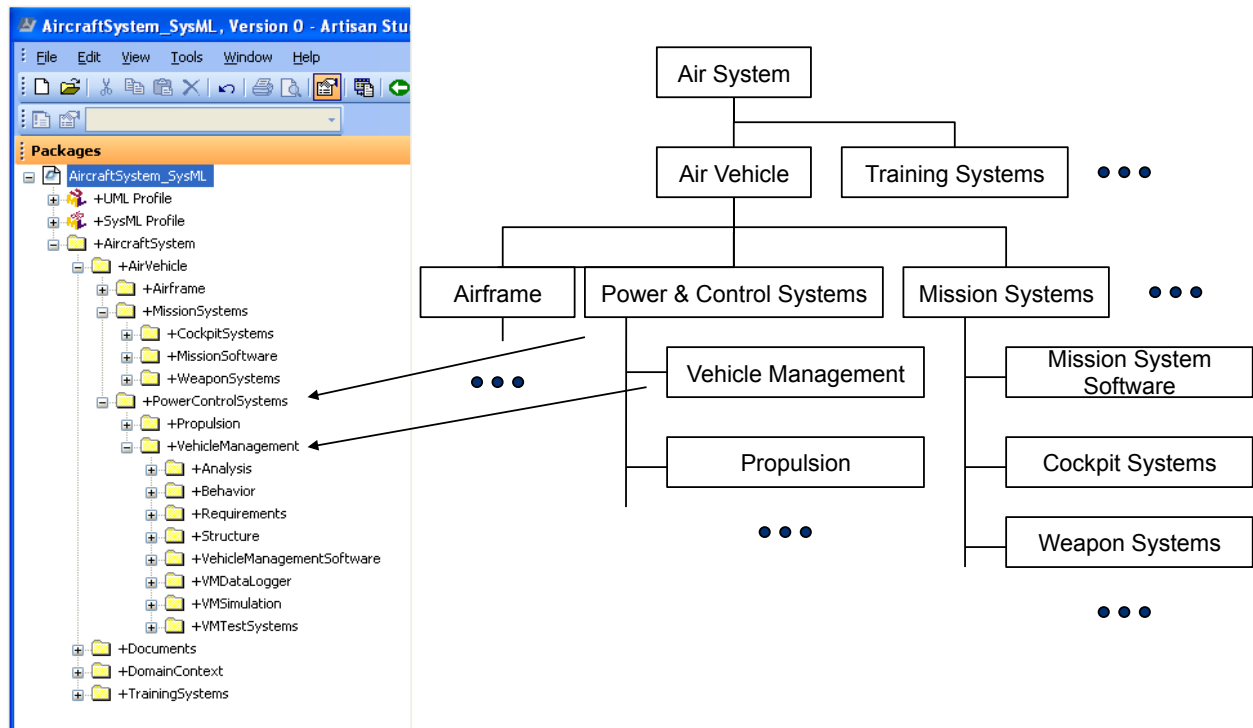 AircraftSystem_SysML, Version 0 - Artisan Stu
File Edit View Tools Window Help
Packages
AircraftSystem_SysML
+UML Profile
+SysML Profile
+AircraftSystem
+AirVehicle
+Airframe
+MissionSystems
+CockpitSystems
+MissionSoftware
+WeaponSystems
+PowerControlSystems
+Propulsion
+VehicleManagement
+Analysis
+Behavior
+Requirements
+Structure
+VehicleManagementSoftware
+VMDataLogger
+VMSimulation
+VMTestSystems
+Documents
+DomainContext
+TrainingSystems
Air System
Air Vehicle
Training Systems
Airframe
Power & Control Systems
Mission Systems
Vehicle Management
Propulsion
Mission System
Software
Cockpit Systems
Weapon Systems